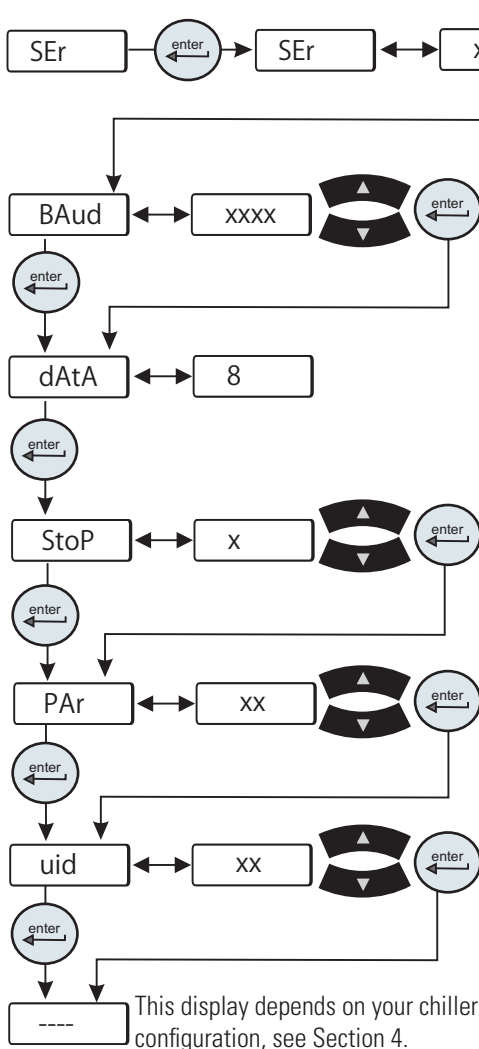 SEr enter SEr x
BAud xxxx enter
enter
dAtA 8
enter
StoP x enter
enter
PAr xx enter
enter
uid xx enter
enter
---- This display depends on your chiller
configuration, see Section 4.